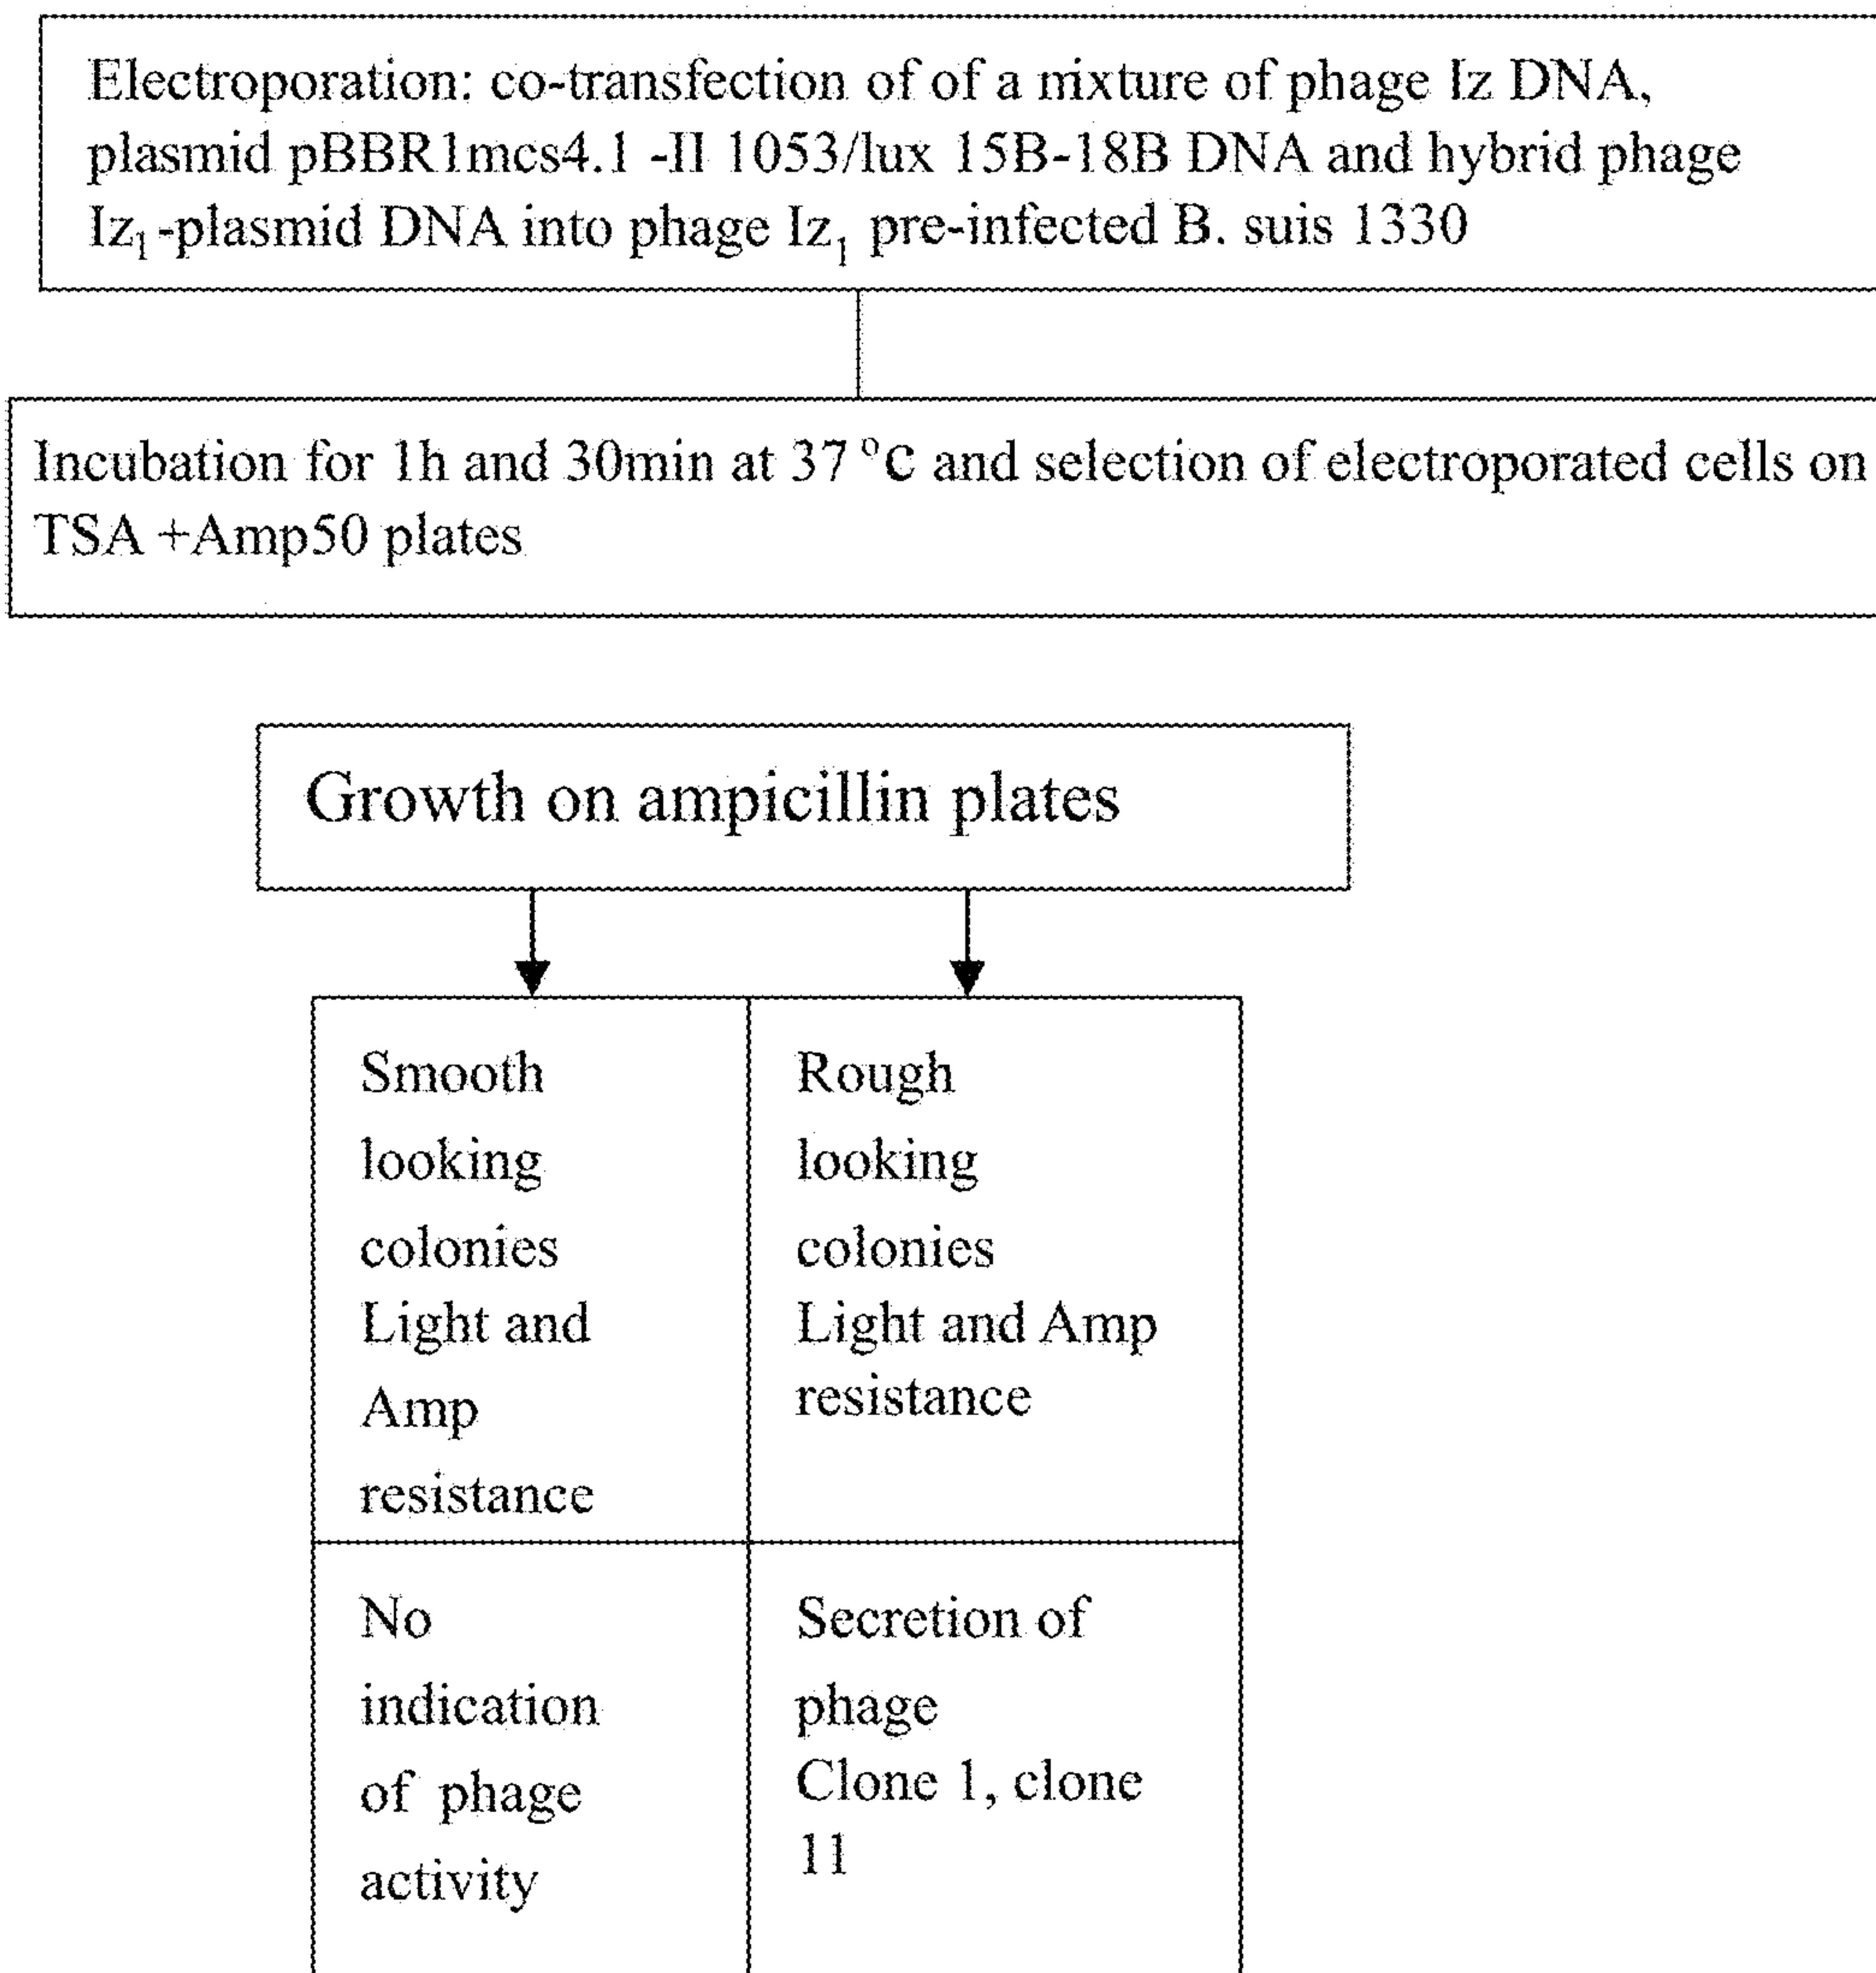 Electroporation: co-transfection of of a mixture of phage Iz DNA,
plasmid pBBR1mcs4.1 -II 1053/lux 15B-18B DNA and hybrid phage
Iz₁-plasmid DNA into phage Iz₁ pre-infected B. suis 1330
Incubation for 1h and 30min at 37 °C and selection of electroporated cells on
TSA +Amp50 plates
Growth on ampicillin plates
Smooth
looking
colonies
Light and
Amp
resistance
Rough
looking
colonies
Light and Amp
resistance
No
indication
of phage
activity
Secretion of
phage
Clone 1, clone
11